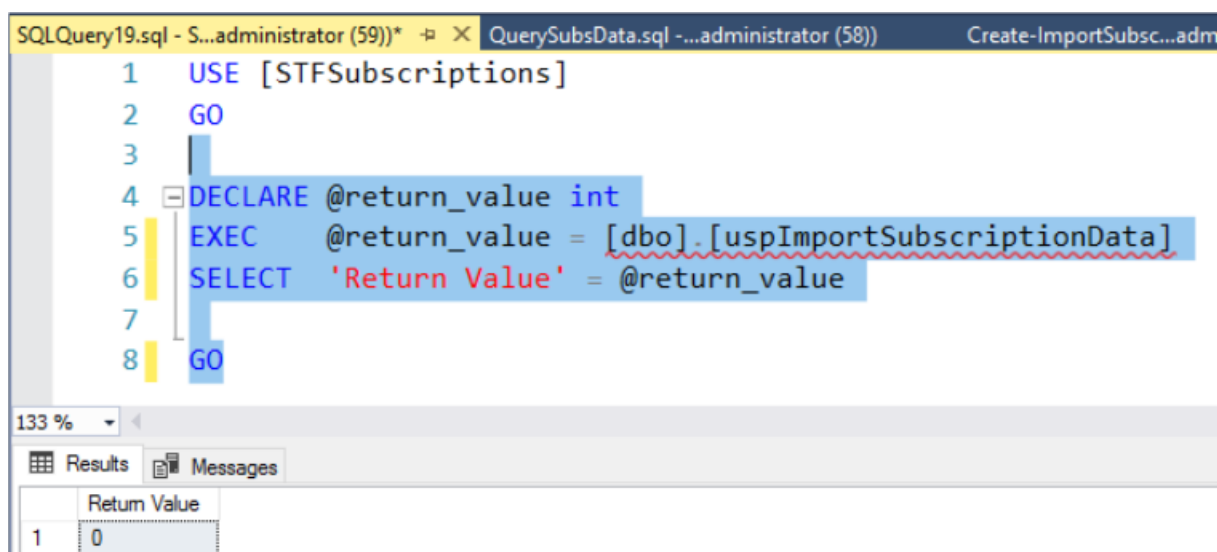 SQLQuery19.sql - S...administrator (59))* QuerySubsData.sql -...administrator (58)) Create-ImportSubsc...adm
1 USE [STFSubscriptions]
2 GO
3
4 DECLARE @return_value int
5 EXEC @return_value = [dbo].[uspImportSubscriptionData]
6 SELECT 'Return Value' = @return_value
7
8 GO
133 %
Results Messages
Return Value
1 0